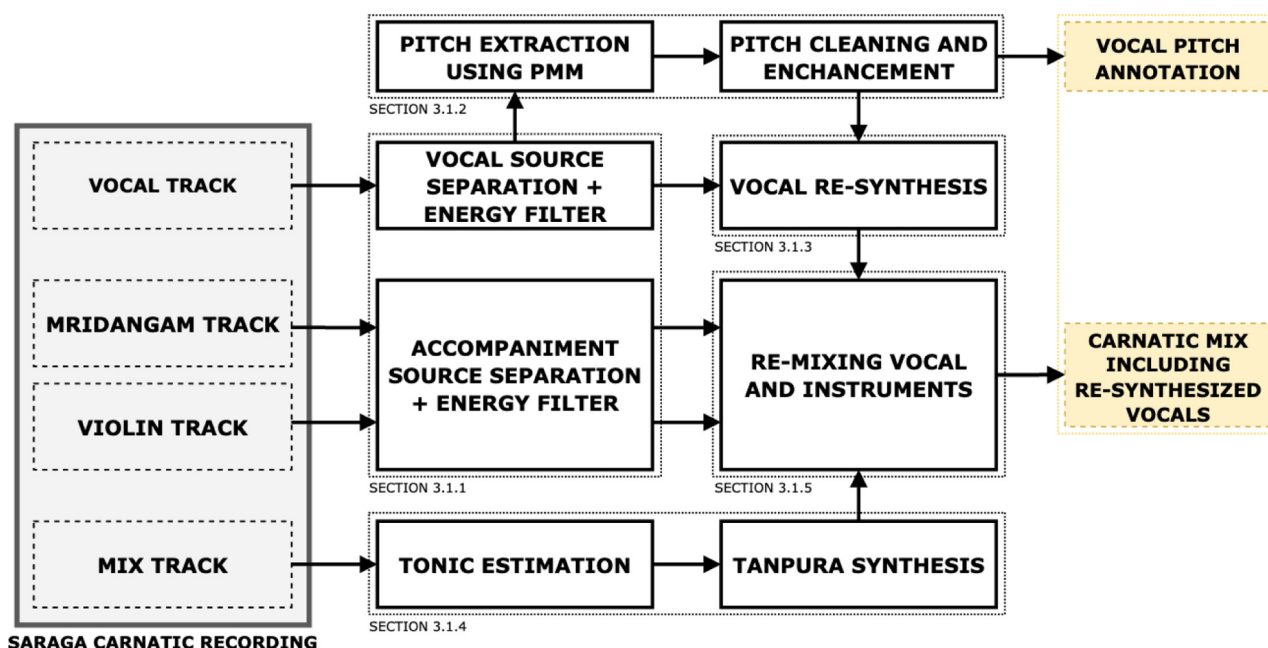 PITCH EXTRACTION
USING PMM
PITCH CLEANING AND
ENCHANCEMENT
VOCAL PITCH
ANNOTATION
SECTION 3.1.2
VOCAL TRACK
VOCAL SOURCE
SEPARATION +
ENERGY FILTER
VOCAL RE-SYNTHESIS
SECTION 3.1.3
MRIDANGAM TRACK
VIOLIN TRACK
ACCOMPANIMENT
SOURCE SEPARATION
+ ENERGY FILTER
RE-MIXING VOCAL
AND INSTRUMENTS
CARNATIC MIX
INCLUDING
RE-SYNTHESIZED
VOCALS
SECTION 3.1.1
SECTION 3.1.5
MIX TRACK
TONIC ESTIMATION
TANPURA SYNTHESIS
SECTION 3.1.4
SARAGA CARNATIC RECORDING